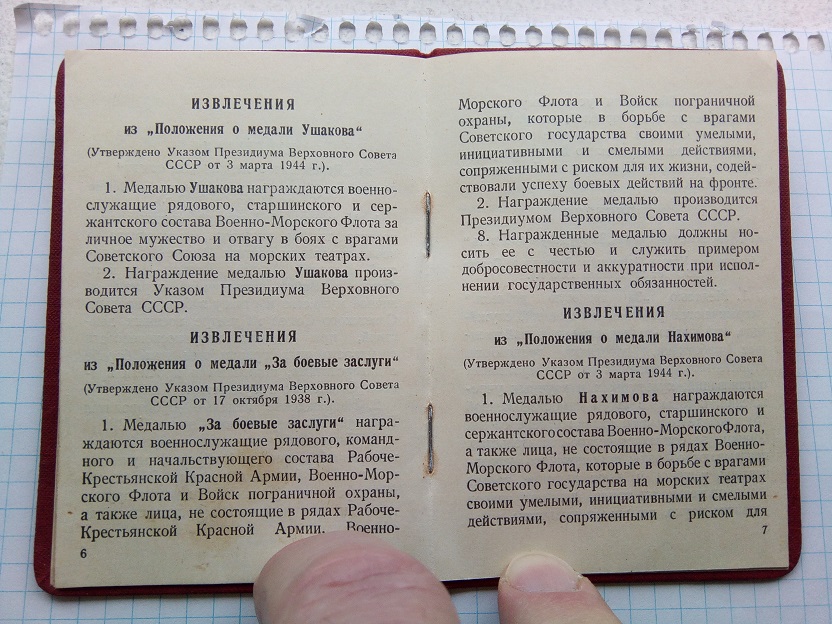 ИЗВЛЕЧЕНИЯ
из „Положения о медали Ушакова“
(Утверждено Указом Президиума Верховного Совета
СССР от 3 марта 1944 г.).
1. Медалью Ушакова награждаются военно-
служащие рядового, старшинского и сер-
жантского состава Военно-Морского Флота за
личное мужество и отвагу в боях с врагами
Советского Союза на морских театрах.
2. Награждение медалью Ушакова произ-
водится Указом Президиума Верховного
Совета СССР.
ИЗВЛЕЧЕНИЯ
из „Положения о медали „За боевые заслуги“
(Утверждено Указом Президиума Верховного Совета
СССР от 17 октября 1938 г.).
1. Медалью „За боевые заслуги“ награ-
ждаются военнослужащие рядового, команд-
ного и начальствующего состава Рабоче-
Крестьянской Красной Армии, Военно-Мор-
ского Флота и Войск пограничной охраны,
а также лица, не состоящие в рядах Рабоче-
Крестьянской Красной Армии, Военно-
6
Морского Флота и Войск пограничной
охраны, которые в борьбе с врагами
Советского государства своими умелыми,
инициативными и смелыми действиями,
сопряженными с риском для их жизни, содей-
ствовали успеху боевых действий на фронте.
2. Награждение медалью производится
Президиумом Верховного Совета СССР.
8. Награжденные медалью должны но-
сить ее с честью и служить примером
добросовестности и аккуратности при испол-
нении государственных обязанностей.
ИЗВЛЕЧЕНИЯ
из „Положения о медали Нахимова“
(Утверждено Указом Президиума Верховного Совета
СССР от 3 марта 1944 г.).
1. Медалью Нахимова награждаются
военнослужащие рядового, старшинского и
сержантского состава Военно-Морского Флота,
а также лица, не состоящие в рядах Военно-
Морского Флота, которые в борьбе с врагами
Советского государства на морских театрах
своими умелыми, инициативными и смелыми
действиями, сопряженными с риском для
7